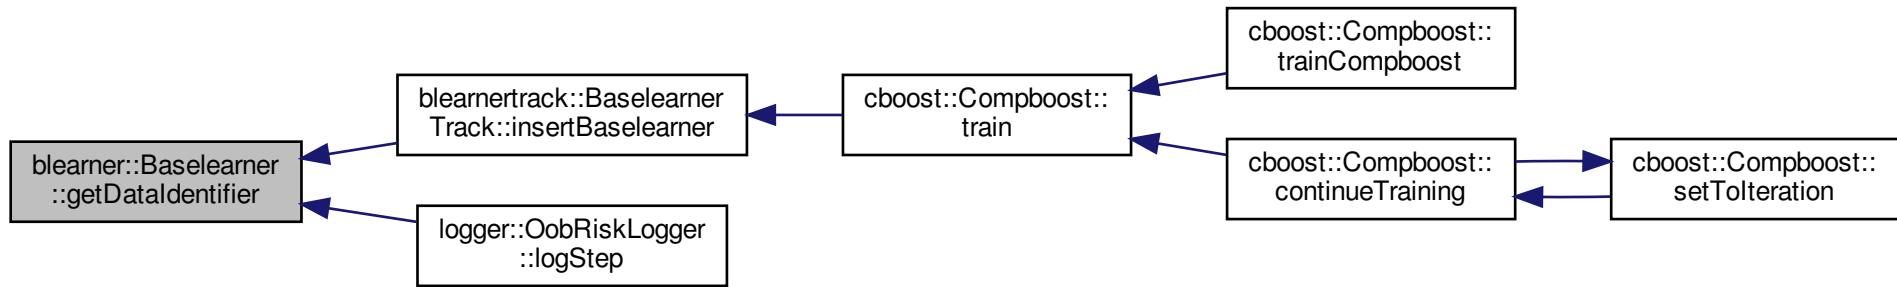 blearner::Baselearner
::getDataIdentifier
blearnertrack::Baselearner
Track::insertBaselearner
logger::OobRiskLogger
::logStep
cboost::Compboost::
train
cboost::Compboost::
trainCompboost
cboost::Compboost::
continueTraining
cboost::Compboost::
setToIteration